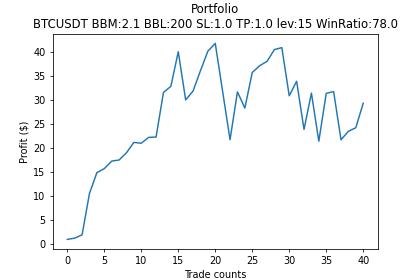 Portfolio
BTCUSDT BBM:2.1 BBL:200 SL:1.0 TP:1.0 lev:15 WinRatio:78.0
40
35
30
25
20
15
10
5
0
Profit ($)
0 5 10 15 20 25 30 35 40
Trade counts